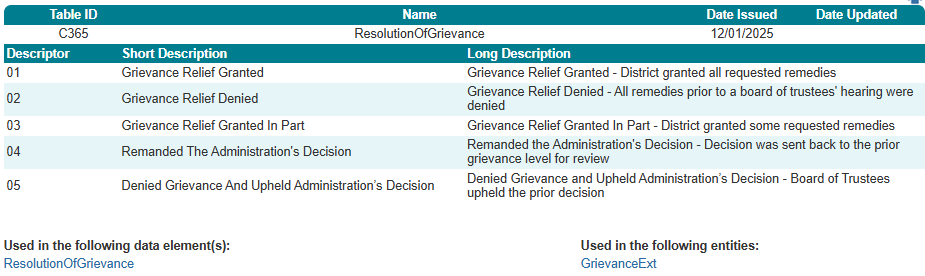 Table ID Name Date Issued Date Updated
C365 ResolutionOfGrievance 12/01/2025
Descriptor Short Description Long Description
01 Grievance Relief Granted Grievance Relief Granted - District granted all requested remedies
02 Grievance Relief Denied Grievance Relief Denied - All remedies prior to a board of trustees' hearing were
denied
03 Grievance Relief Granted In Part Grievance Relief Granted In Part - District granted some requested remedies
04 Remanded The Administration's Decision Remanded the Administration's Decision - Decision was sent back to the prior
grievance level for review
05 Denied Grievance And Upheld Administration's Decision Denied Grievance and Upheld Administration's Decision - Board of Trustees
upheld the prior decision
Used in the following data element(s): Used in the following entities:
ResolutionOfGrievance GrievanceExt